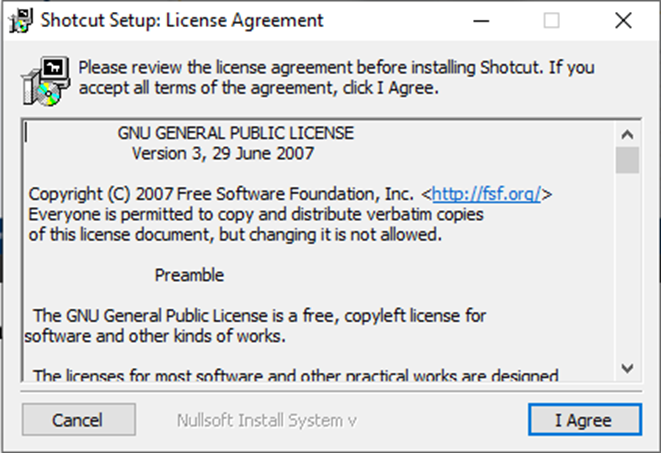 Shotcut Setup: License Agreement
Please review the license agreement before installing Shotcut. If you
accept all terms of the agreement, click I Agree.
GNU GENERAL PUBLIC LICENSE
Version 3, 29 June 2007
Copyright (C) 2007 Free Software Foundation, Inc. <http://fsf.org/>
Everyone is permitted to copy and distribute verbatim copies
of this license document, but changing it is not allowed.
Preamble
The GNU General Public License is a free, copyleft license for
software and other kinds of works.
The licenses for most software and other practical works are designed
Cancel
Nullsoft Install System v
I Agree